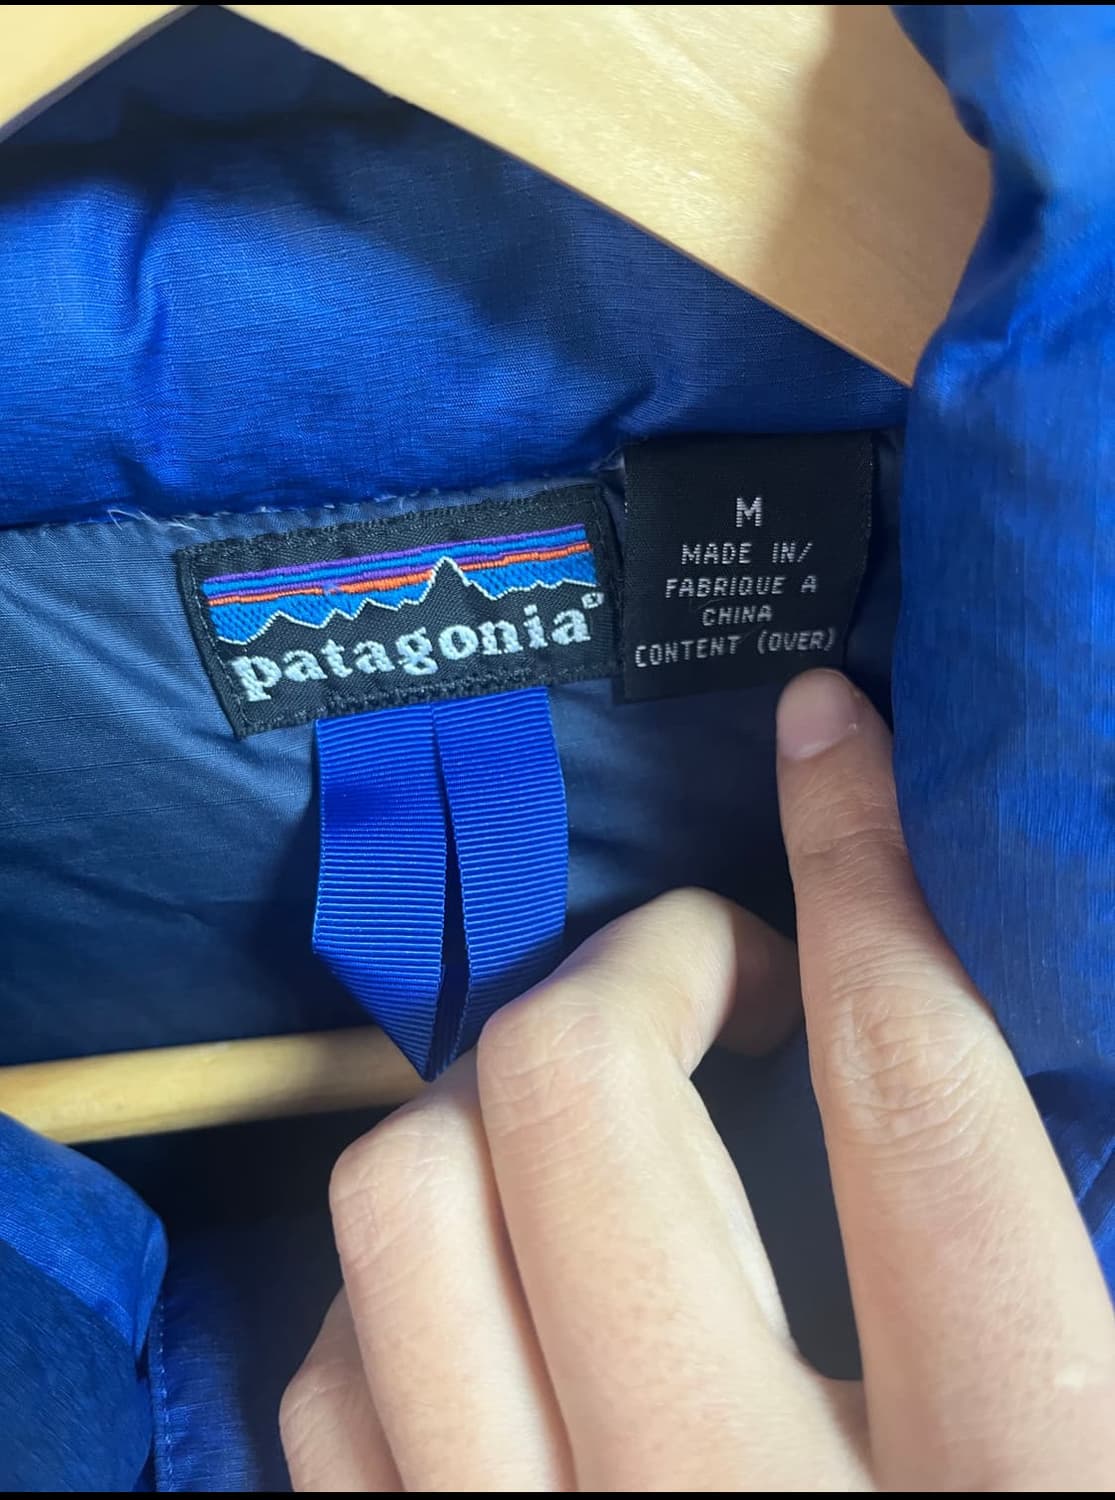 patagonia®
M
MADE IN/
FABRIQUE A
CHINA
CONTENT (OVER)